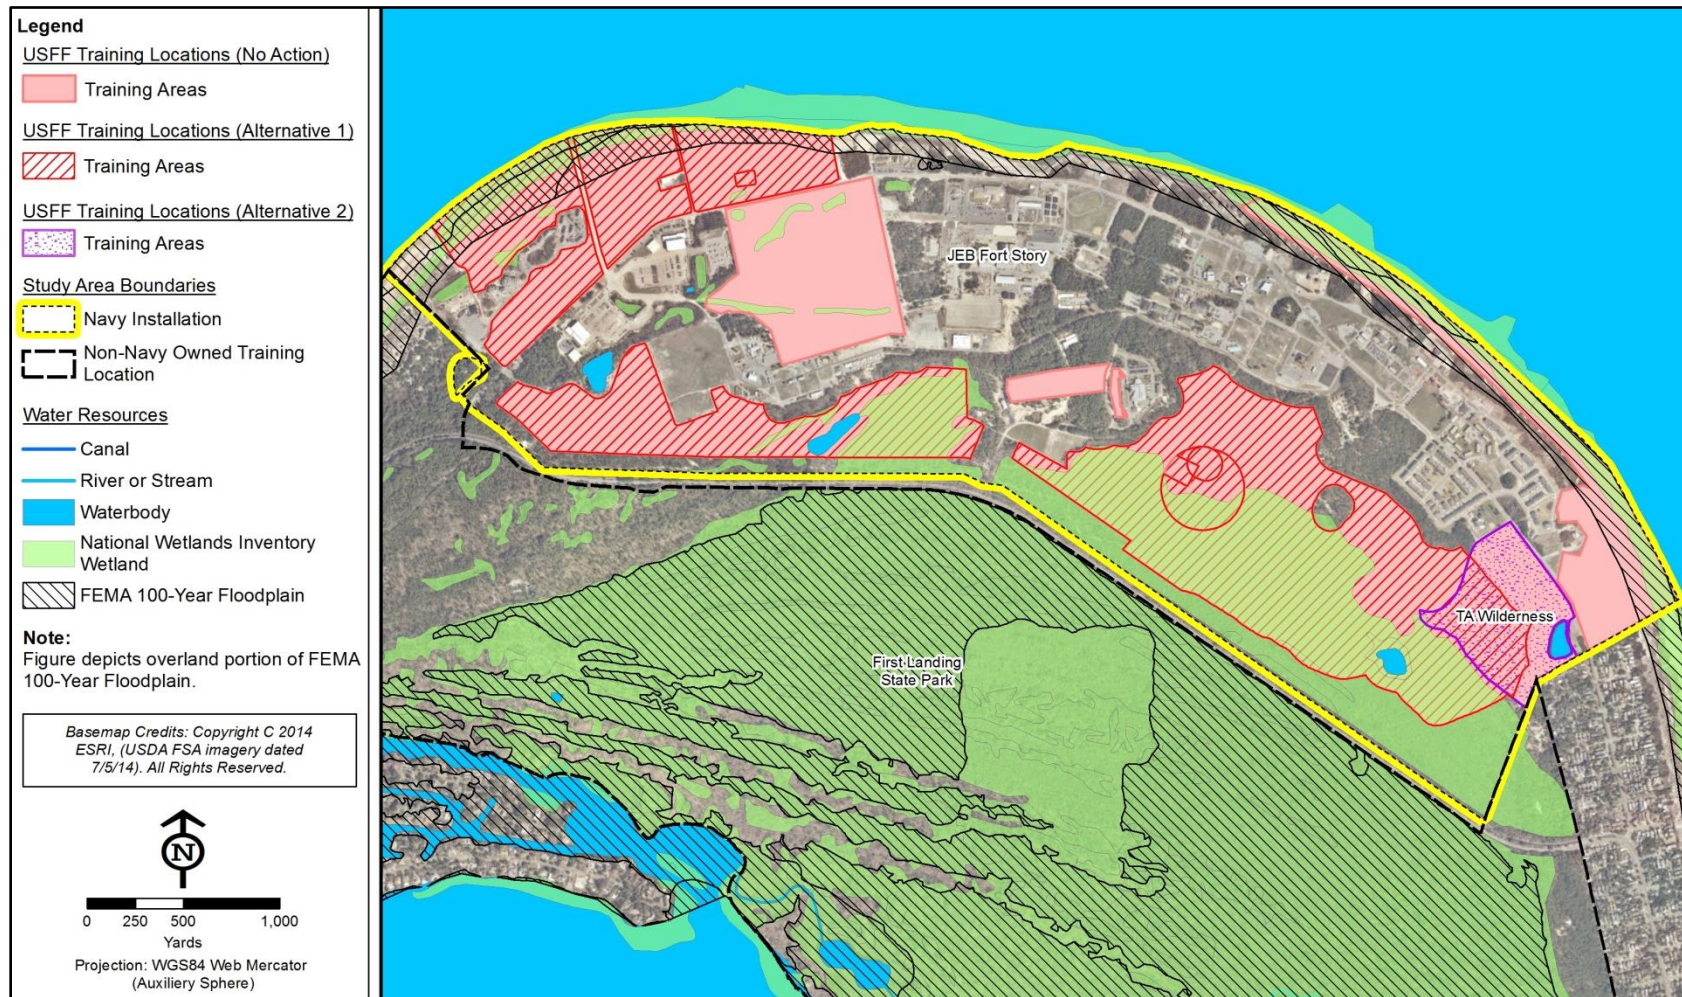 Legend
USFF Training Locations (No Action)
Training Areas
USFF Training Locations (Alternative 1)
Training Areas
USFF Training Locations (Alternative 2)
Training Areas
Study Area Boundaries
Navy Installation
Non-Navy Owned Training
Location
Water Resources
Canal
River or Stream
Waterbody
National Wetlands Inventory
Wetland
FEMA 100-Year Floodplain
Note:
Figure depicts overland portion of FEMA
100-Year Floodplain.
Basemap Credits: Copyright C 2014
ESRI, (USDA FSA imagery dated
7/5/14). All Rights Reserved.
N
0 250 500 1,000
Yards
Projection: WGS84 Web Mercator
(Auxiliery Sphere)
JEB Fort Story
TA Wilderness
First Landing
State Park